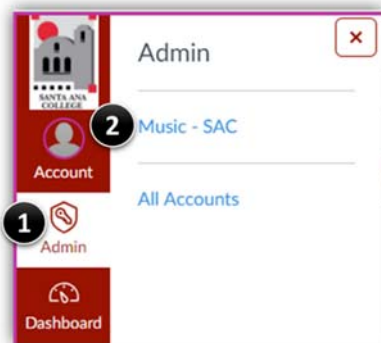 SANTA ANA
COLLEGE
Account
1
Admin
Dashboard
Admin
×
2
Music - SAC
All Accounts